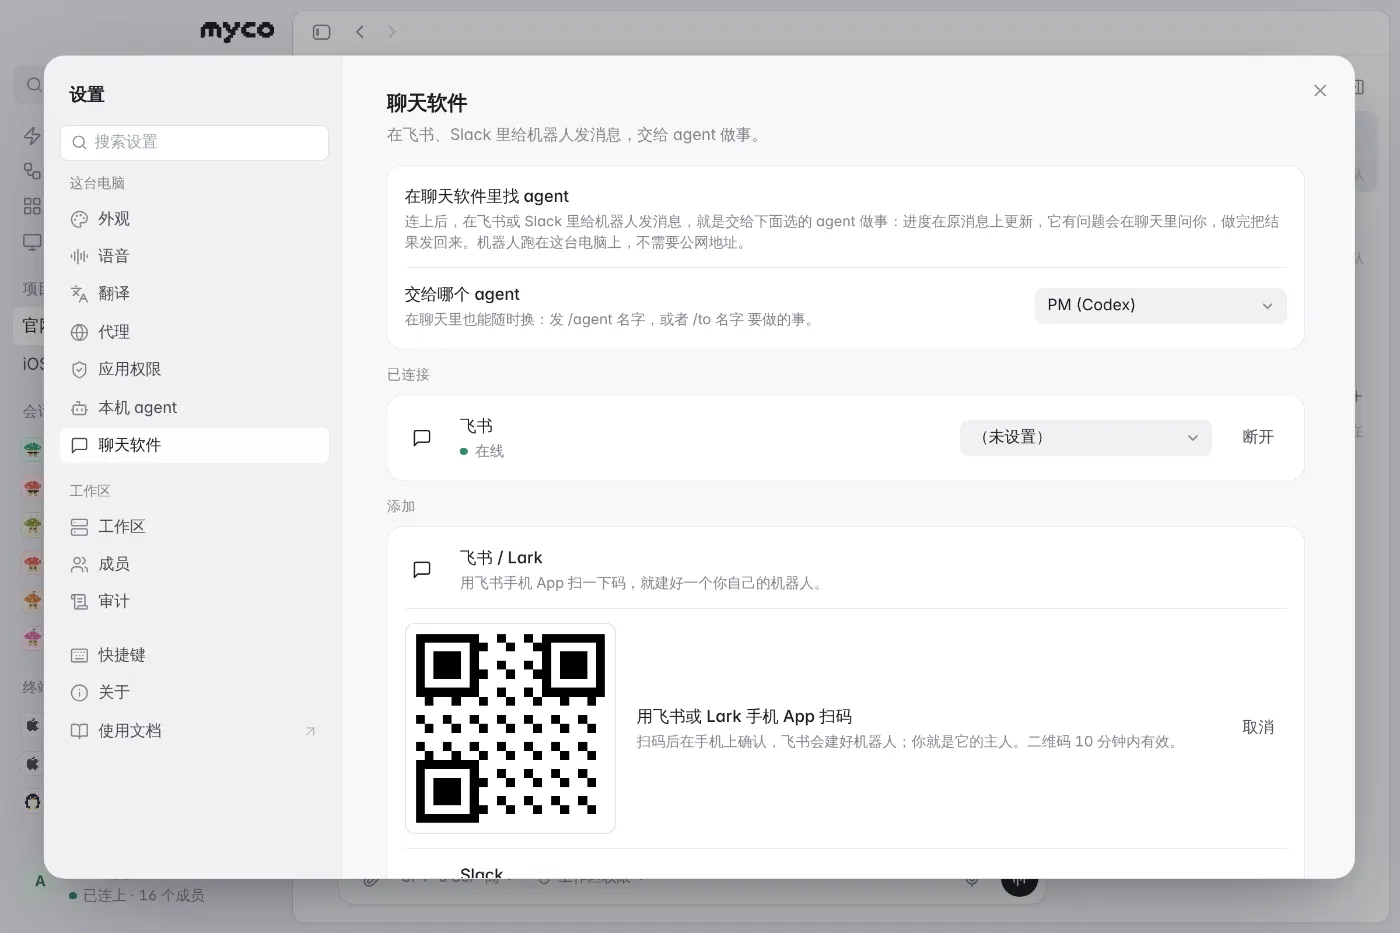 myco
设置
搜索设置
这台电脑
外观
语音
翻译
代理
应用权限
本机 agent
聊天软件
工作区
工作区
成员
审计
快捷键
关于
使用文档
聊天软件
在飞书、Slack 里给机器人发消息，交给 agent 做事。
在聊天软件里找 agent
连上后，在飞书或 Slack 里给机器人发消息，就是交给下面选的 agent 做事：进度在原消息上更新，它有问题会在聊天里问你，做完把结
果发回来。机器人跑在这台电脑上，不需要公网地址。
交给哪个 agent
在聊天里也能随时换：发 /agent 名字，或者 /to 名字 要做的事。
PM (Codex)
已连接
飞书
在线
（未设置）
断开
添加
飞书 / Lark
用飞书手机 App 扫一下码，就建好一个你自己的机器人。
用飞书或 Lark 手机 App 扫码
扫码后在手机上确认，飞书会建好机器人；你就是它的主人。二维码 10 分钟内有效。
取消
Slack
iOS
A
已连上 · 16 个成员